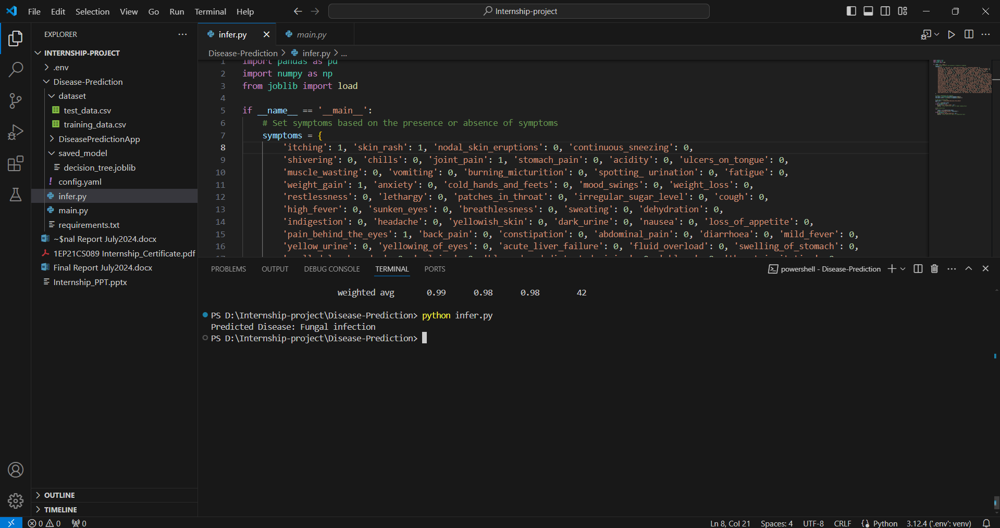 File Edit Selection View Go Run Terminal Help
Internship-project
EXPLORER
INTERNSHIP-PROJECT
.env
Disease-Prediction
dataset
test_data.csv
training_data.csv
DiseasePredictionApp
saved_model
decision_tree.joblib
config.yaml
infer.py
main.py
requirements.txt
~$nal Report July2024.docx
1EP21CS089 Internship_Certificate.pdf
Final Report July2024.docx
Internship_PPT.pptx
OUTLINE
TIMELINE
infer.py main.py
Disease-Prediction > infer.py > ...
1 import pandas as pd
2 import numpy as np
3 from joblib import load
4
5 if __name__ == '__main__':
6 # Set symptoms based on the presence or absence of symptoms
7 symptoms = {
8 'itching': 1, 'skin_rash': 1, 'nodal_skin_eruptions': 0, 'continuous_sneezing': 0,
9 'shivering': 0, 'chills': 0, 'joint_pain': 1, 'stomach_pain': 0, 'acidity': 0, 'ulcers_on_tongue': 0,
10 'muscle_wasting': 0, 'vomiting': 0, 'burning_micturition': 0, 'spotting_ urination': 0, 'fatigue': 0,
11 'weight_gain': 1, 'anxiety': 0, 'cold_hands_and_feets': 0, 'mood_swings': 0, 'weight_loss': 0,
12 'restlessness': 0, 'lethargy': 0, 'patches_in_throat': 0, 'irregular_sugar_level': 0, 'cough': 0,
13 'high_fever': 0, 'sunken_eyes': 0, 'breathlessness': 0, 'sweating': 0, 'dehydration': 0,
14 'indigestion': 0, 'headache': 0, 'yellowish_skin': 0, 'dark_urine': 0, 'nausea': 0, 'loss_of_appetite': 0,
15 'pain_behind_the_eyes': 1, 'back_pain': 0, 'constipation': 0, 'abdominal_pain': 0, 'diarrhoea': 0, 'mild_fever': 0,
16 'yellow_urine': 0, 'yellowing_of_eyes': 0, 'acute_liver_failure': 0, 'fluid_overload': 0, 'swelling_of_stomach': 0,
PROBLEMS OUTPUT DEBUG CONSOLE TERMINAL PORTS
powershell - Disease-Prediction
weighted avg 0.99 0.98 0.98 42
PS D:\Internship-project\Disease-Prediction> python infer.py
Predicted Disease: Fungal infection
PS D:\Internship-project\Disease-Prediction>
0 0 0
Ln 8, Col 21 Spaces: 4 UTF-8 CRLF {} Python 3.12.4 ('.env': venv)